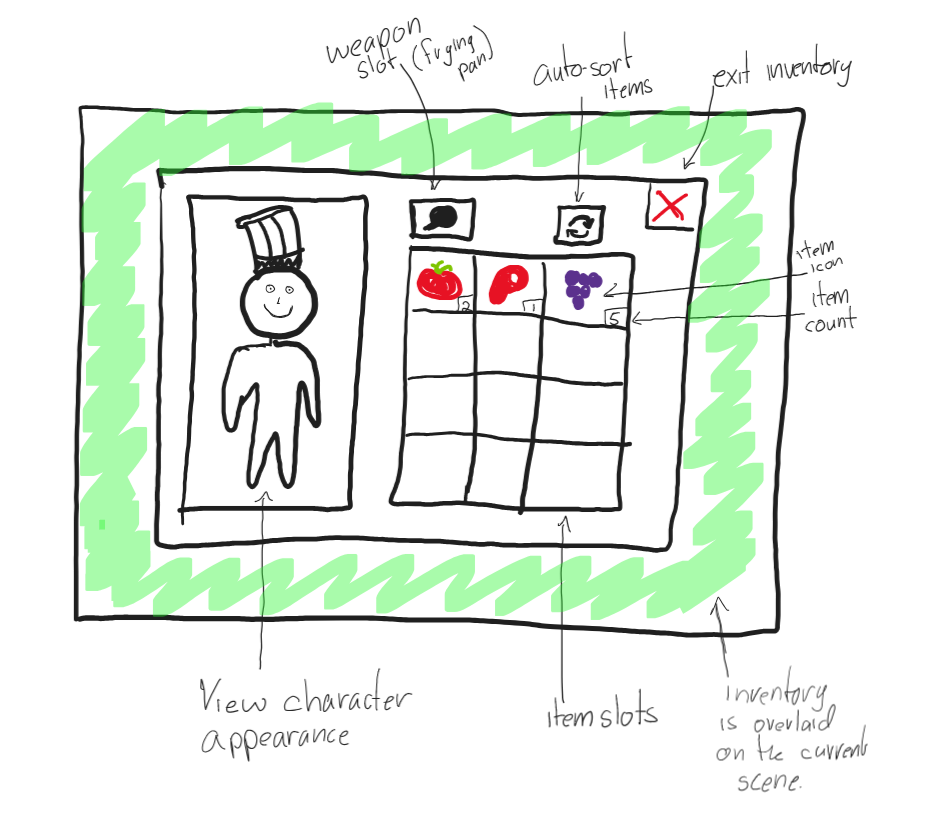 weapon
slot (frying
pan)
auto-sort
items
exit inventory
item
icon
item
count
2
1
5
View character
appearance
item slots
inventory
is overlaid
on the current
scene.